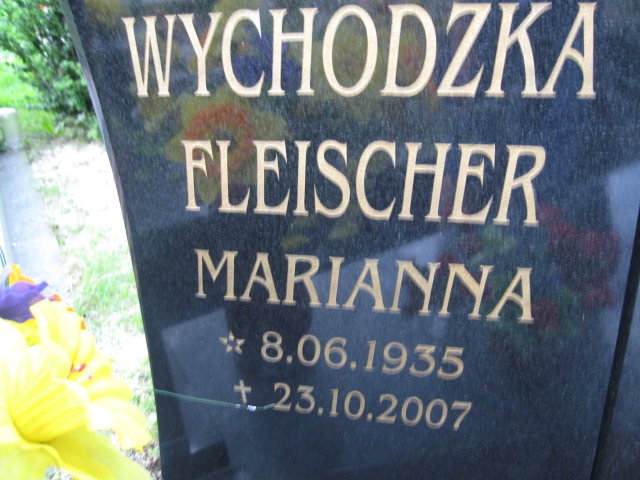 WYCHODZKA
FLEISCHER
MARIANNA
☆ 8.06.1935
✝ 23.10.2007